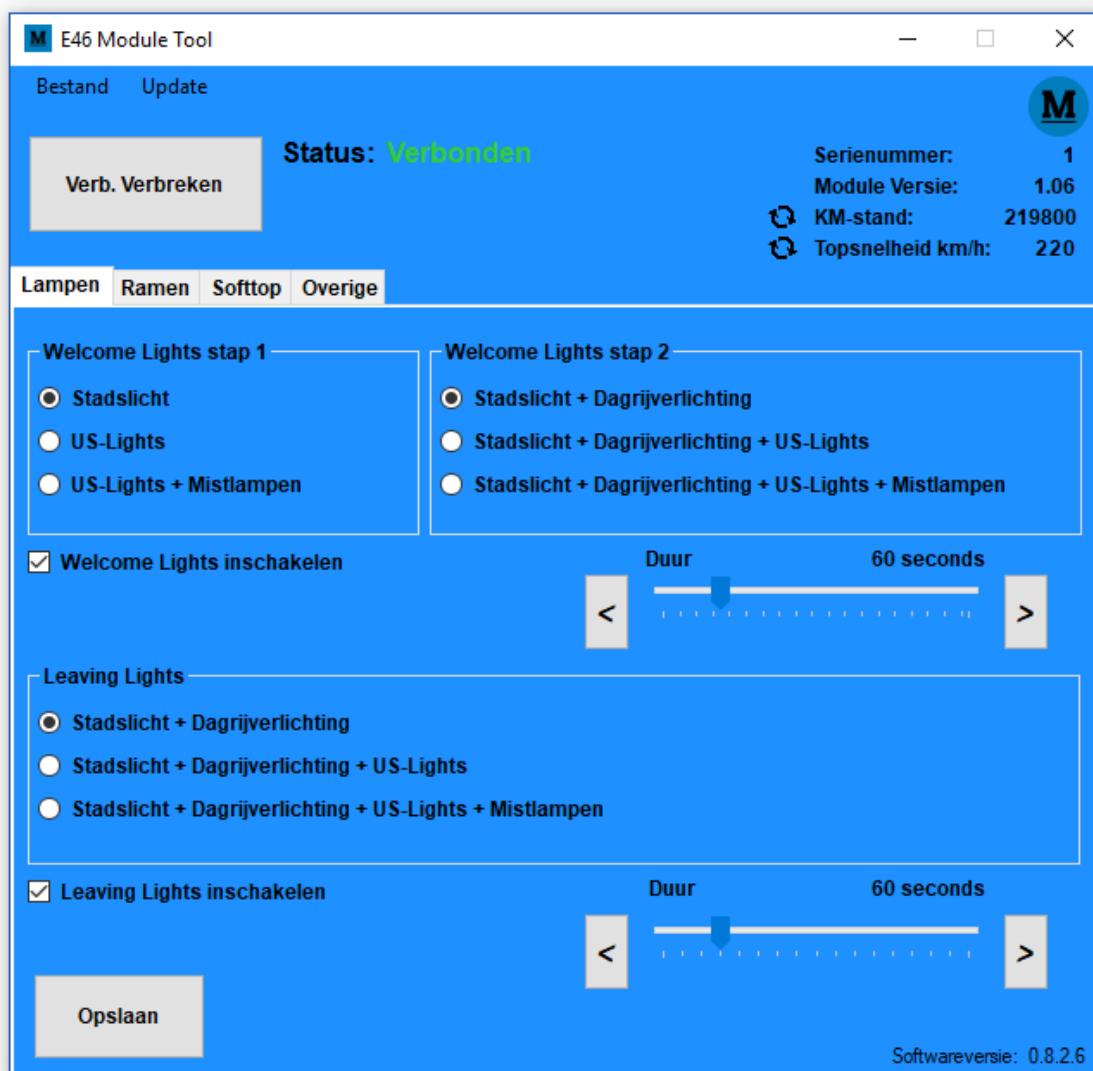 M E46 Module Tool
Bestand Update
M
Verb. Verbreken
Status: Verbonden
Serienummer: 1
Module Versie: 1.06
KM-stand: 219800
Topsnelheid km/h: 220
Lampen Ramen Softtop Overige
Welcome Lights stap 1
Stadslicht
US-Lights
US-Lights + Mistlampen
Welcome Lights stap 2
Stadslicht + Dagrijverlichting
Stadslicht + Dagrijverlichting + US-Lights
Stadslicht + Dagrijverlichting + US-Lights + Mistlampen
Welcome Lights inschakelen
Duur 60 seconds
< >
Leaving Lights
Stadslicht + Dagrijverlichting
Stadslicht + Dagrijverlichting + US-Lights
Stadslicht + Dagrijverlichting + US-Lights + Mistlampen
Leaving Lights inschakelen
Duur 60 seconds
< >
Opslaan
Softwareversie: 0.8.2.6